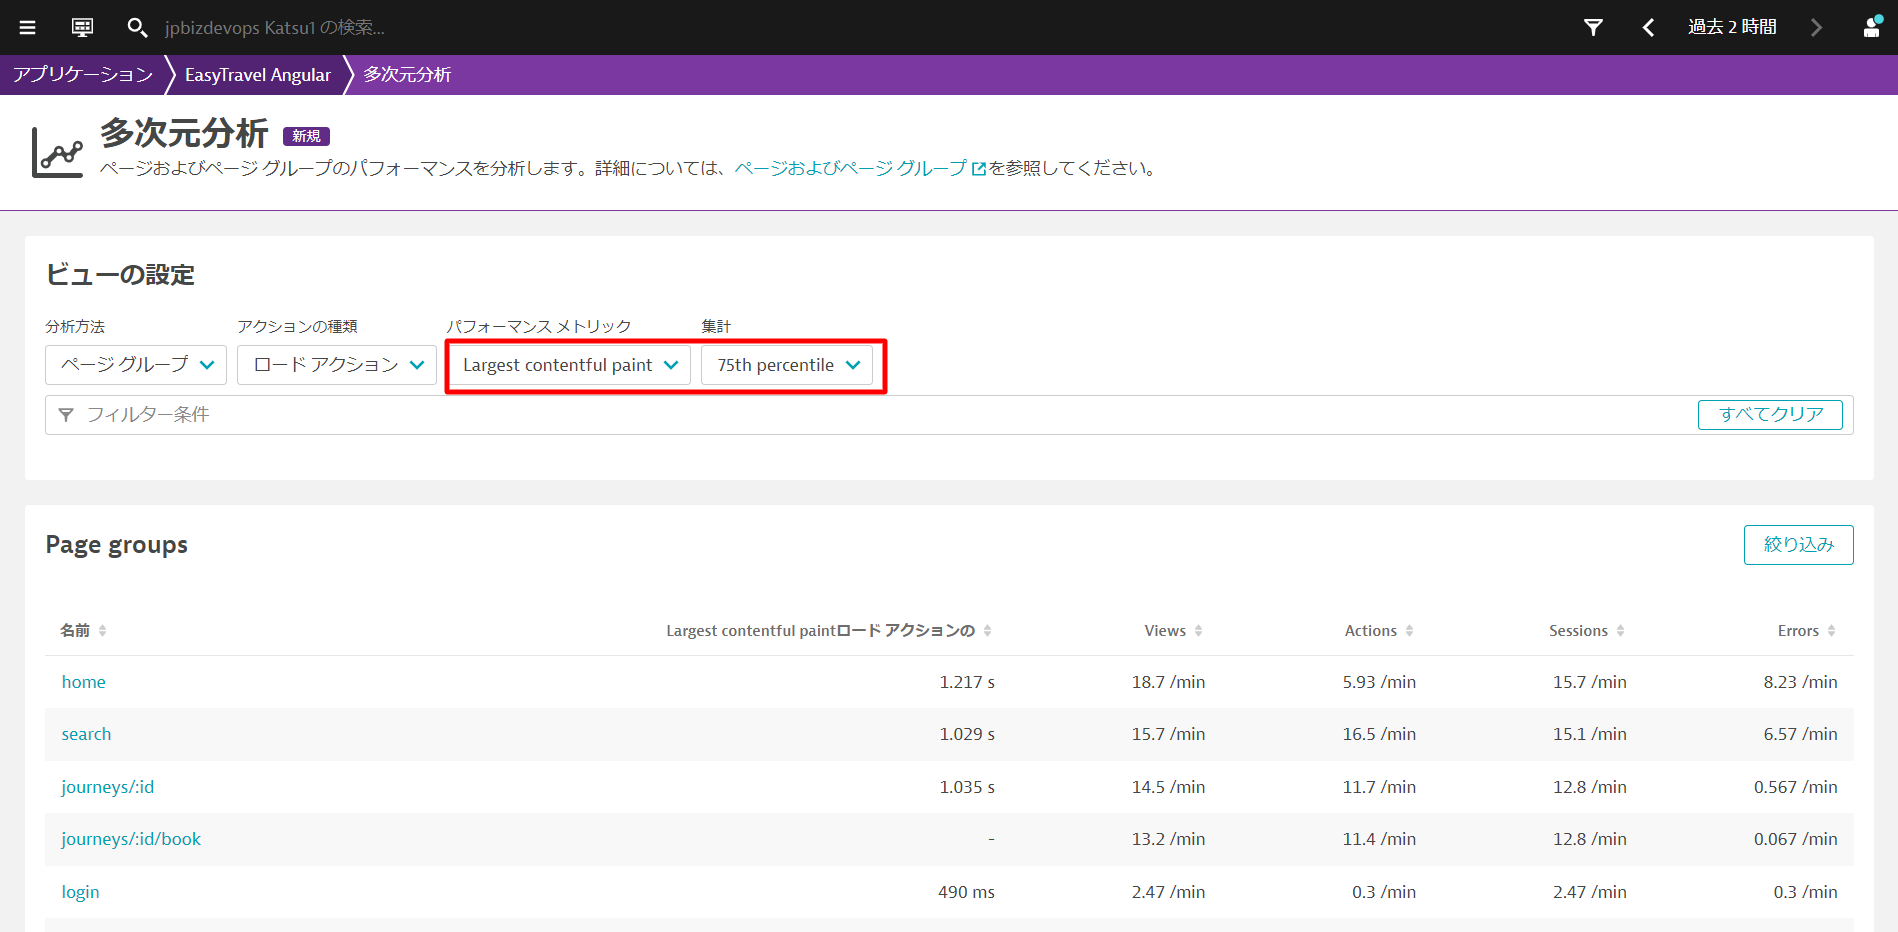 jpbizdevops Katsu1 の検索...
過去 2 時間
アプリケーション
EasyTravel Angular
多次元分析
多次元分析 新規
ページおよびページ グループのパフォーマンスを分析します。詳細については、ページおよびページ グループを参照してください。
ビューの設定
分析方法 アクションの種類 パフォーマンス メトリック 集計
ページ グループ ロード アクション Largest contentful paint 75th percentile
フィルター条件 すべてクリア
Page groups 絞り込み
名前 Largest contentful paintロード アクションの Views Actions Sessions Errors
home 1.217 s 18.7 /min 5.93 /min 15.7 /min 8.23 /min
search 1.029 s 15.7 /min 16.5 /min 15.1 /min 6.57 /min
journeys/:id 1.035 s 14.5 /min 11.7 /min 12.8 /min 0.567 /min
journeys/:id/book - 13.2 /min 11.4 /min 12.8 /min 0.067 /min
login 490 ms 2.47 /min 0.3 /min 2.47 /min 0.3 /min